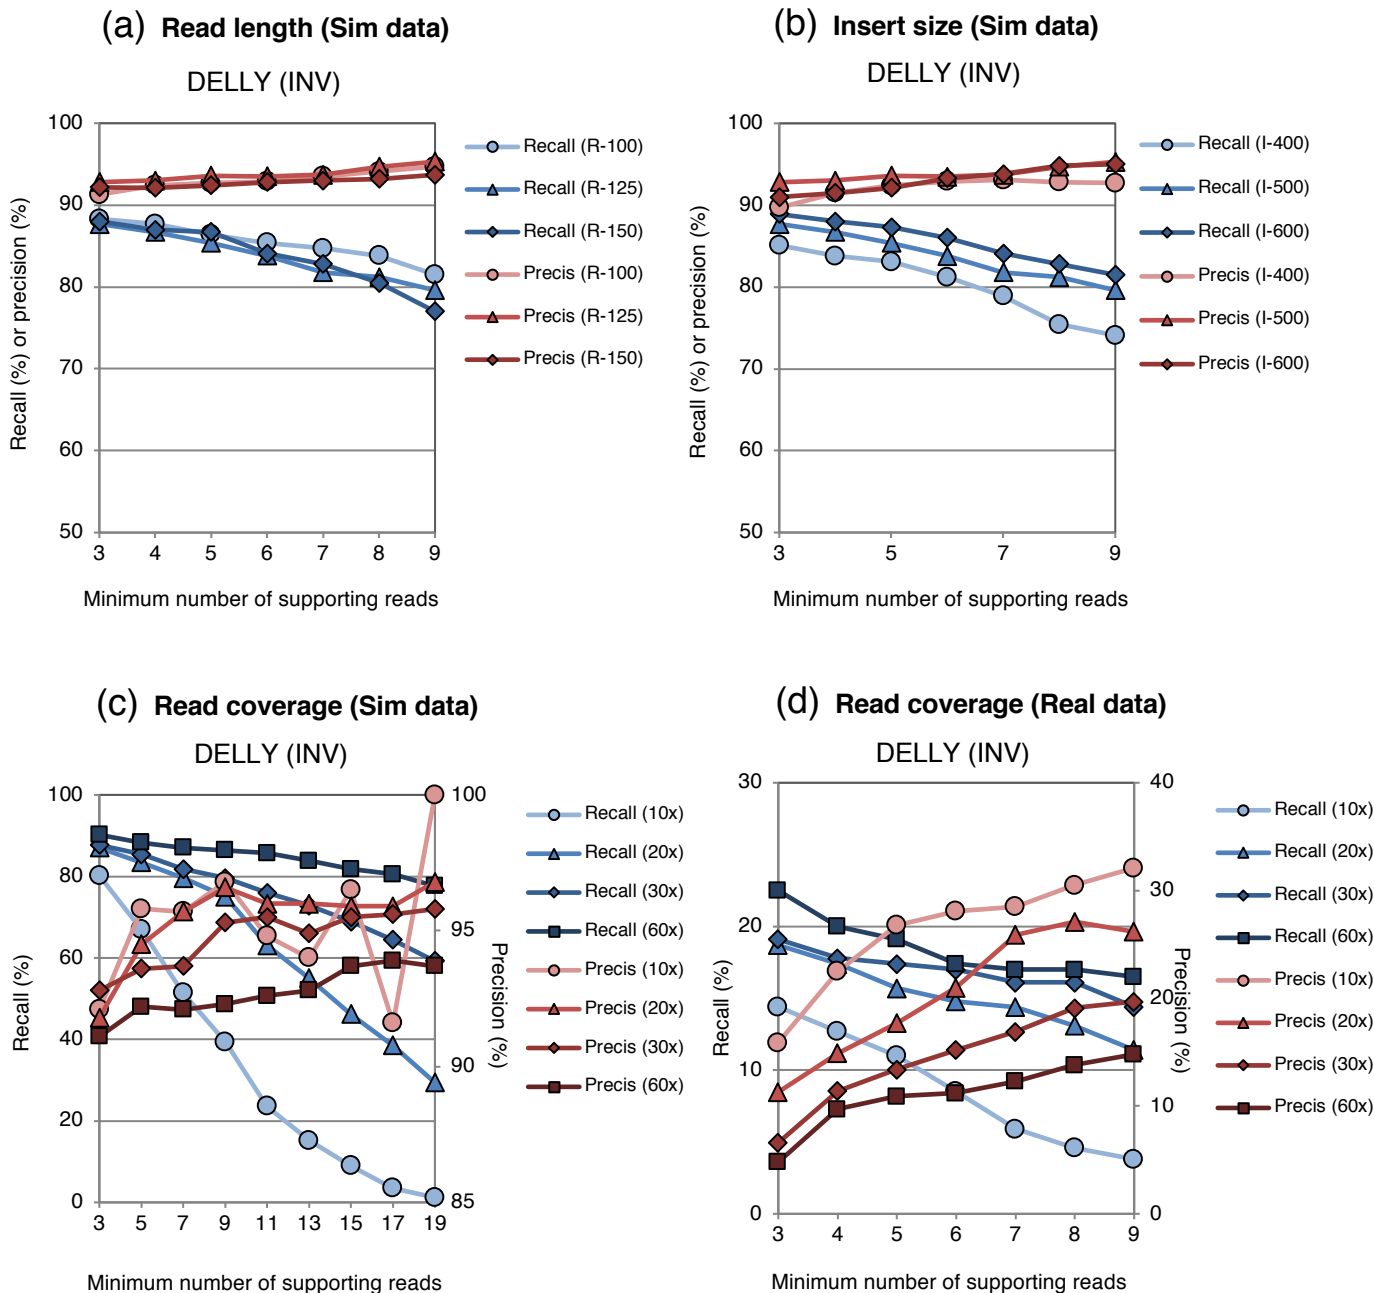 (a) Read length (Sim data)
DELLY (INV)
Recall (%) or precision (%)
100
90
80
70
60
50
3 4 5 6 7 8 9
Minimum number of supporting reads
Recall (R-100)
Recall (R-125)
Recall (R-150)
Precis (R-100)
Precis (R-125)
Precis (R-150)
(b) Insert size (Sim data)
DELLY (INV)
Recall (%) or precision (%)
100
90
80
70
60
50
3 5 7 9
Minimum number of supporting reads
Recall (I-400)
Recall (I-500)
Recall (I-600)
Precis (I-400)
Precis (I-500)
Precis (I-600)
(c) Read coverage (Sim data)
DELLY (INV)
Recall (%)
100
80
60
40
20
0
3 5 7 9 11 13 15 17 19
100
95
90
85
Precision (%)
Minimum number of supporting reads
Recall (10x)
Recall (20x)
Recall (30x)
Recall (60x)
Precis (10x)
Precis (20x)
Precis (30x)
Precis (60x)
(d) Read coverage (Real data)
DELLY (INV)
Recall (%)
30
20
10
0
3 4 5 6 7 8 9
40
30
20
10
0
Precision (%)
Minimum number of supporting reads
Recall (10x)
Recall (20x)
Recall (30x)
Recall (60x)
Precis (10x)
Precis (20x)
Precis (30x)
Precis (60x)